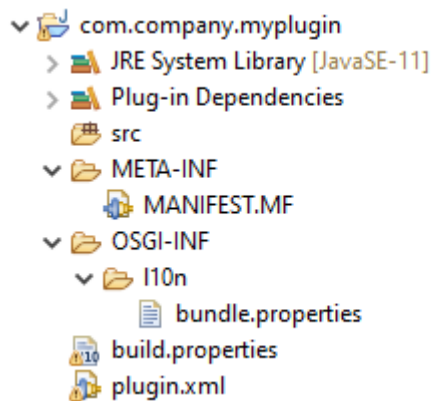 com.company.myplugin
JRE System Library [JavaSE-11]
Plug-in Dependencies
src
META-INF
MANIFEST.MF
OSGI-INF
l10n
bundle.properties
build.properties
plugin.xml